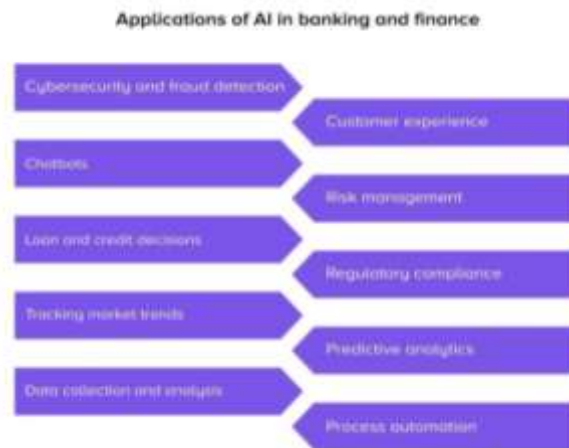 Applications of AI in banking and finance
Cybersecurity and fraud detection
Customer experience
Chatbots
Risk management
Loan and credit decisions
Regulatory compliance
Tracking market trends
Predictive analytics
Data collection and analysis
Process automation